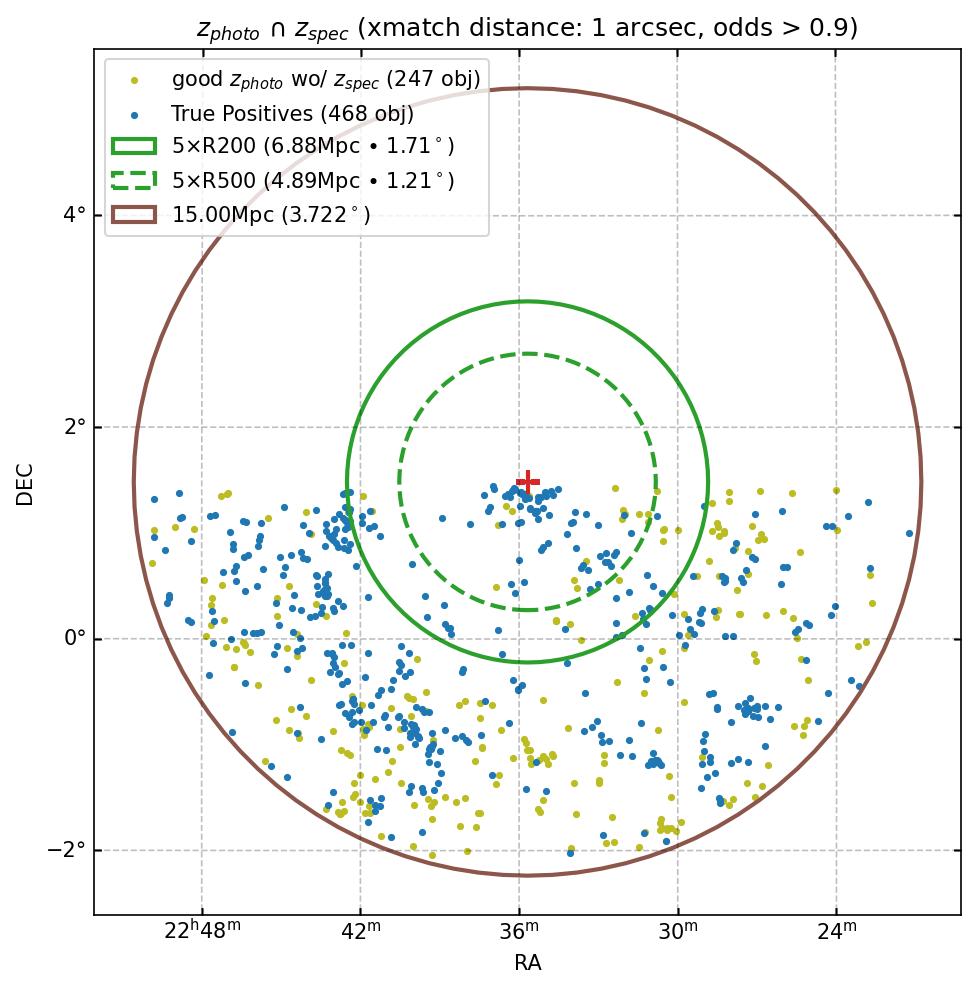 z_photo ∩ z_spec (xmatch distance: 1 arcsec, odds > 0.9)
good z_photo wo/ z_spec (247 obj)
True Positives (468 obj)
5×R200 (6.88Mpc • 1.71°)
5×R500 (4.89Mpc • 1.21°)
15.00Mpc (3.722°)
4°
2°
0°
−2°
DEC
22ʰ48ᵐ
42ᵐ
36ᵐ
30ᵐ
24ᵐ
RA